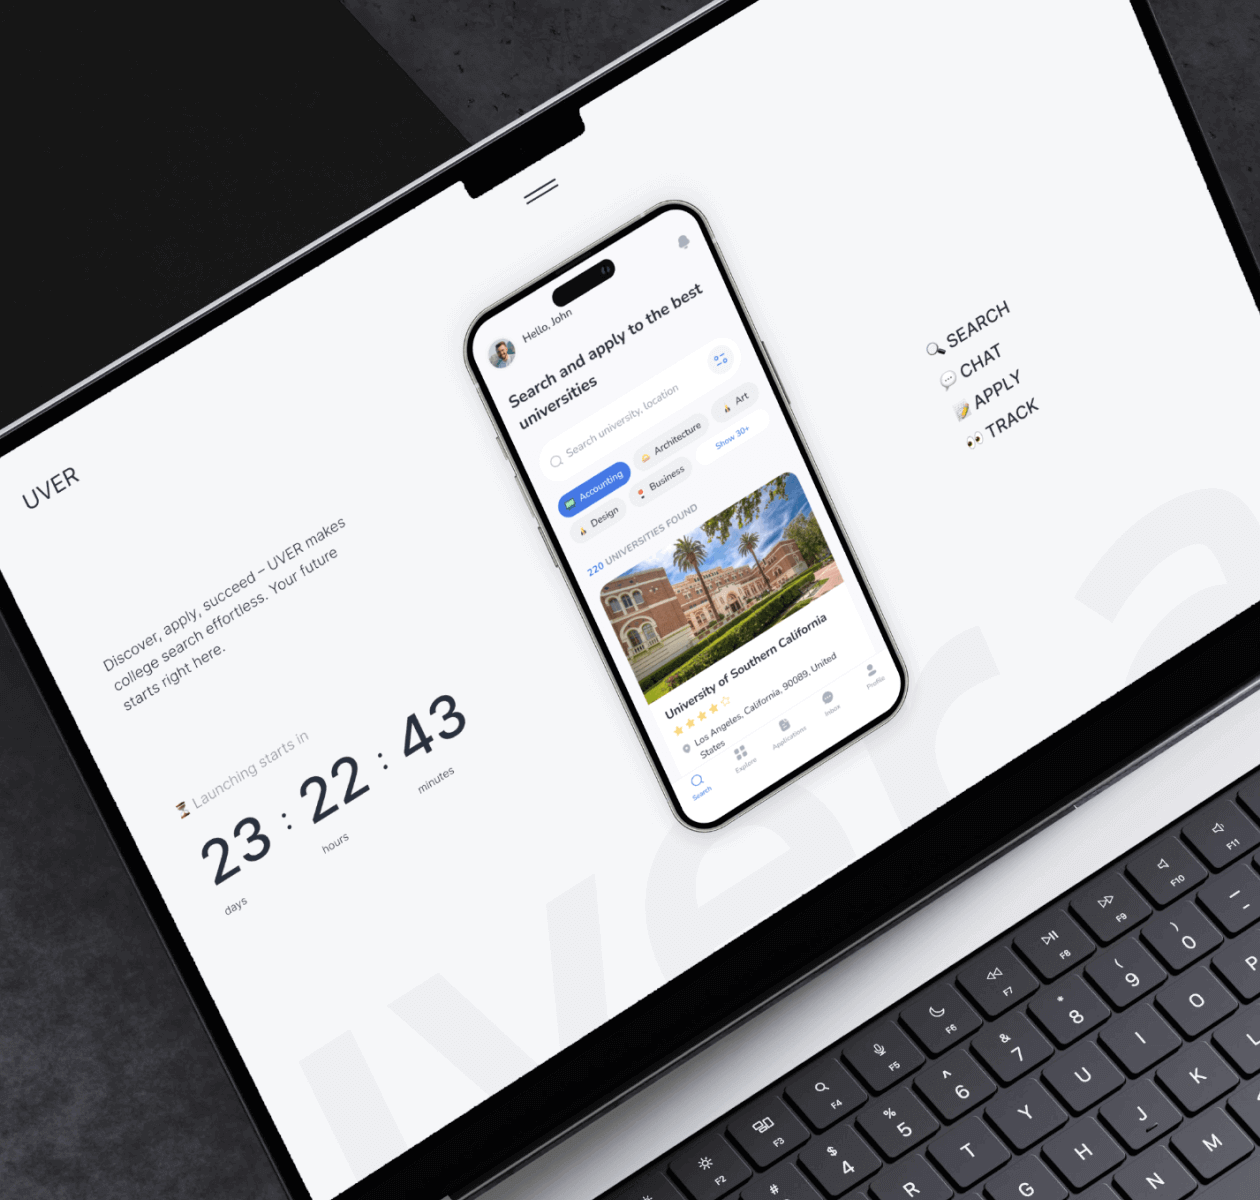 UVER
Discover, apply, succeed – UVER makes
college search effortless. Your future
starts right here.
⏳ Launching starts in
23 : 22 : 43
days hours minutes
Hello, John
Search and apply to the best
universities
Search university, location
Accounting Architecture Art
Design Business Show 30+
220 UNIVERSITIES FOUND
University of Southern California
Los Angeles, California, 90089, United
States
Search Explore Applications Inbox Profile
🔍 SEARCH
💬 CHAT
📝 APPLY
👀 TRACK
uver a
F2 F3 F4 F5 F6 F7 F8 F9 F10 F11
# $ 4 % 5 ^ 6 & 7 * 8 ( 9 ) 0 _ -
R T Y U I O P
G H J K L
N M